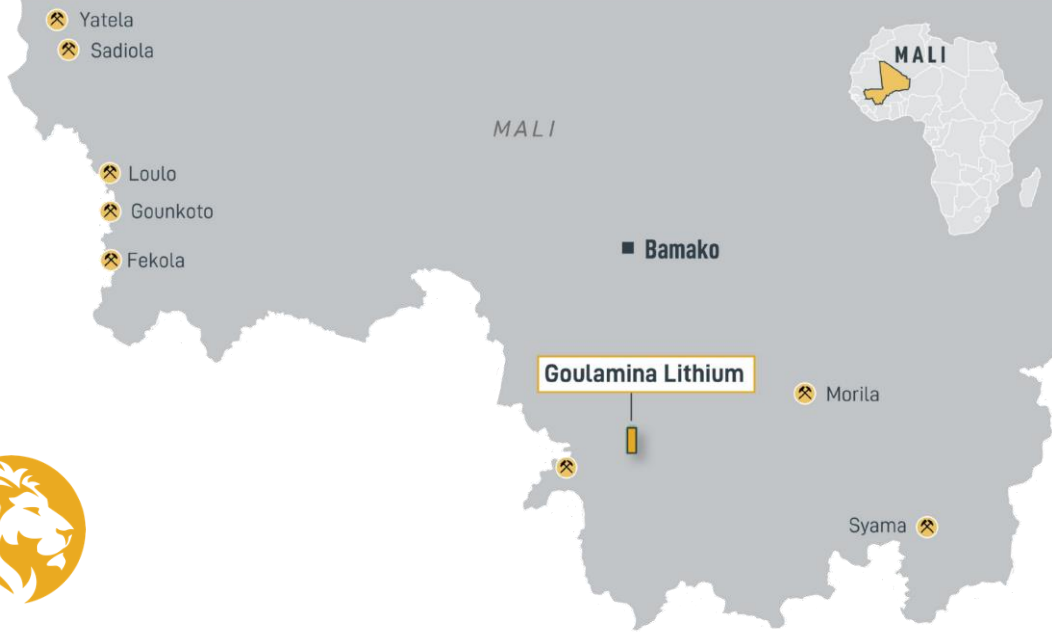 Yatela
Sadiola
MALI
MALI
Loulo
Gounkoto
Fekola
Bamako
Goulamina Lithium
Morila
Syama